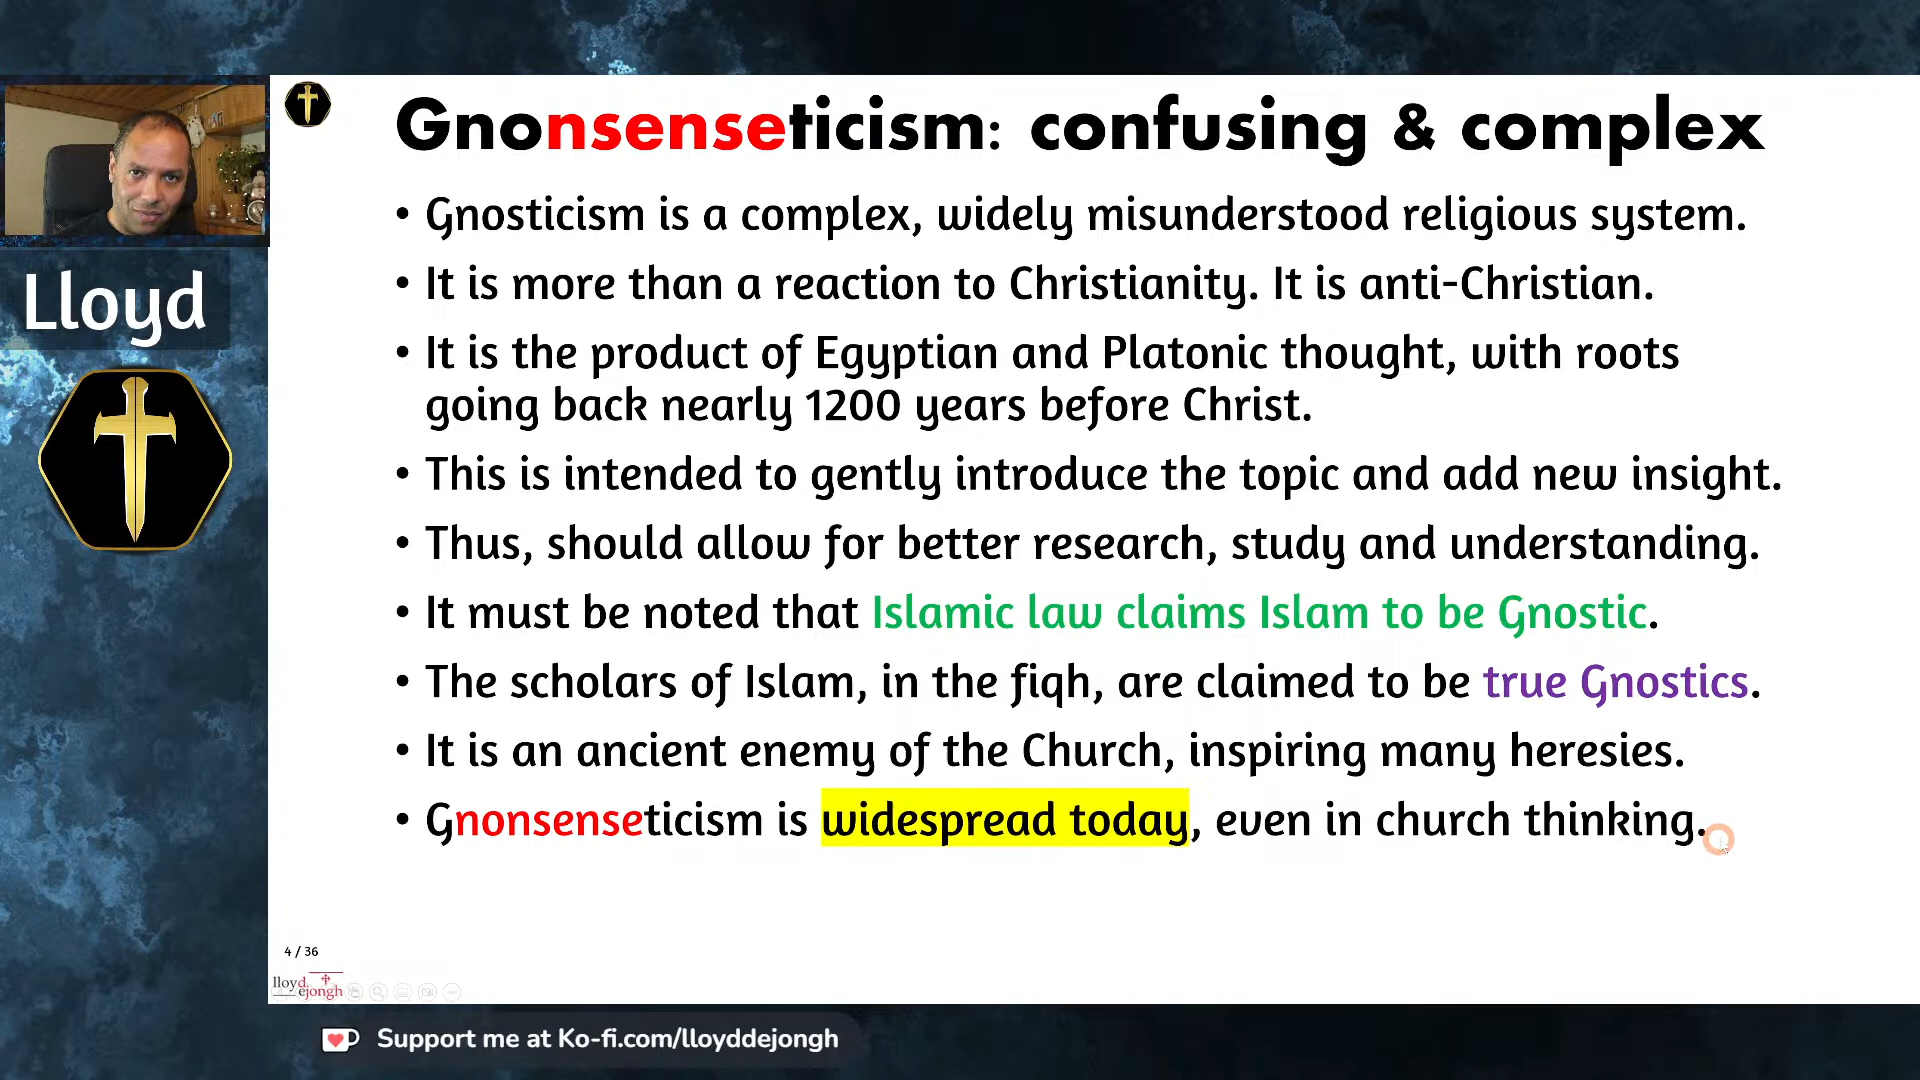 Gnononsenseticism: confusing & complex
• Gnosticism is a complex, widely misunderstood religious system.
• It is more than a reaction to Christianity. It is anti-Christian.
• It is the product of Egyptian and Platonic thought, with roots
going back nearly 1200 years before Christ.
• This is intended to gently introduce the topic and add new insight.
• Thus, should allow for better research, study and understanding.
• It must be noted that Islamic law claims Islam to be Gnostic.
• The scholars of Islam, in the fiqh, are claimed to be true Gnostics.
• It is an ancient enemy of the Church, inspiring many heresies.
• Gnonsenseticism is widespread today, even in church thinking.
Lloyd
4 / 36
lloyd
ejongh
Support me at Ko-fi.com/lloyddejongh